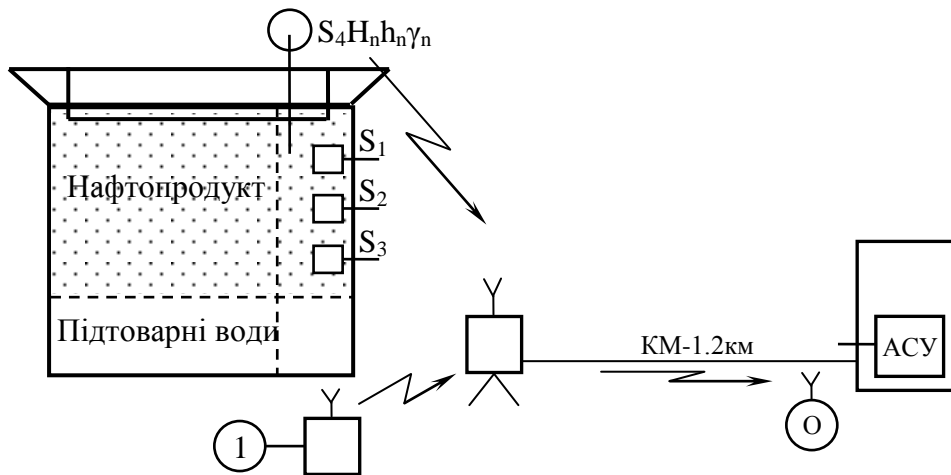 S₄Hₙhₙγₙ
S₁
Нафтопродукт
S₂
S₃
Підтоварні води
КМ-1.2км
АСУ
О
1